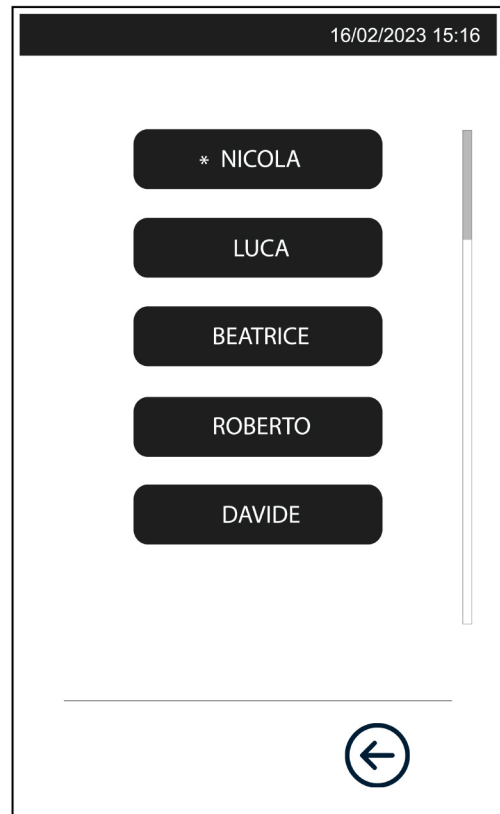 16/02/2023 15:16
* NICOLA
LUCA
BEATRICE
ROBERTO
DAVIDE